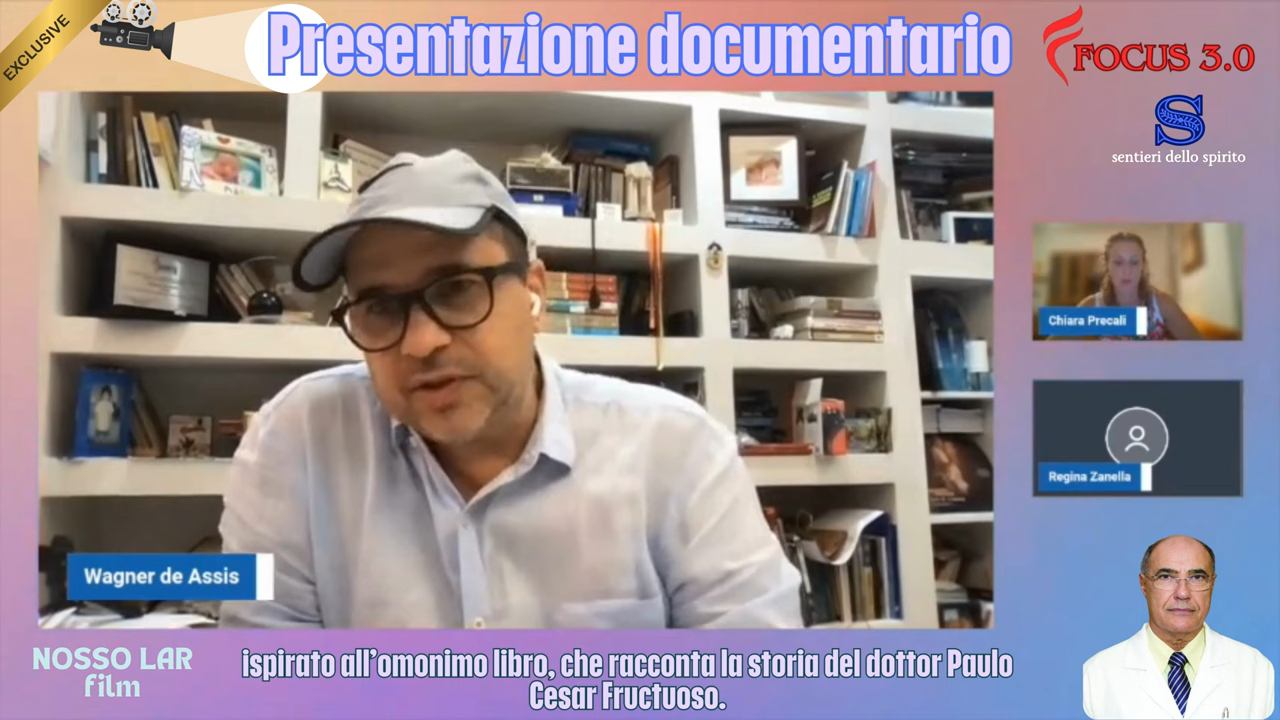 EXCLUSIVE
Presentazione documentario
FOCUS 3.0
S
sentieri dello spirito
Chiara Precali
Regina Zanella
Wagner de Assis
NOSSO LAR
film
ispirato all'omonimo libro, che racconta la storia del dottor Paulo
Cesar Fructuoso.